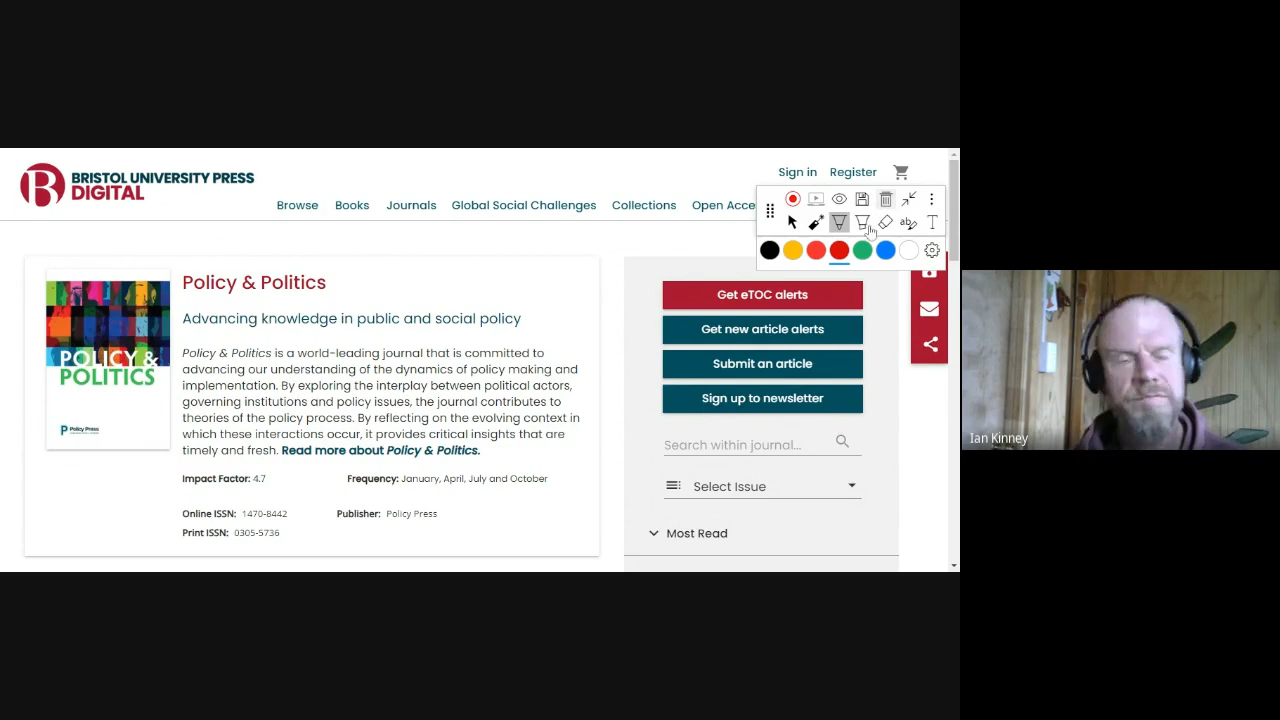 BRISTOL UNIVERSITY PRESS
DIGITAL
Sign in Register
Browse Books Journals Global Social Challenges Collections Open Acce
ab
T
POLICY &
POLITICS
Policy Press
Policy & Politics
Advancing knowledge in public and social policy
Policy & Politics is a world-leading journal that is committed to
advancing our understanding of the dynamics of policy making and
implementation. By exploring the interplay between political actors,
governing institutions and policy issues, the journal contributes to
theories of the policy process. By reflecting on the evolving context in
which these interactions occur, it provides critical insights that are
timely and fresh. Read more about Policy & Politics.
Impact Factor: 4.7 Frequency: January, April, July and October
Online ISSN: 1470-8442 Publisher: Policy Press
Print ISSN: 0305-5736
Get eTOC alerts
Get new article alerts
Submit an article
Sign up to newsletter
Search within journal...
Select Issue
Most Read
Ian Kinney